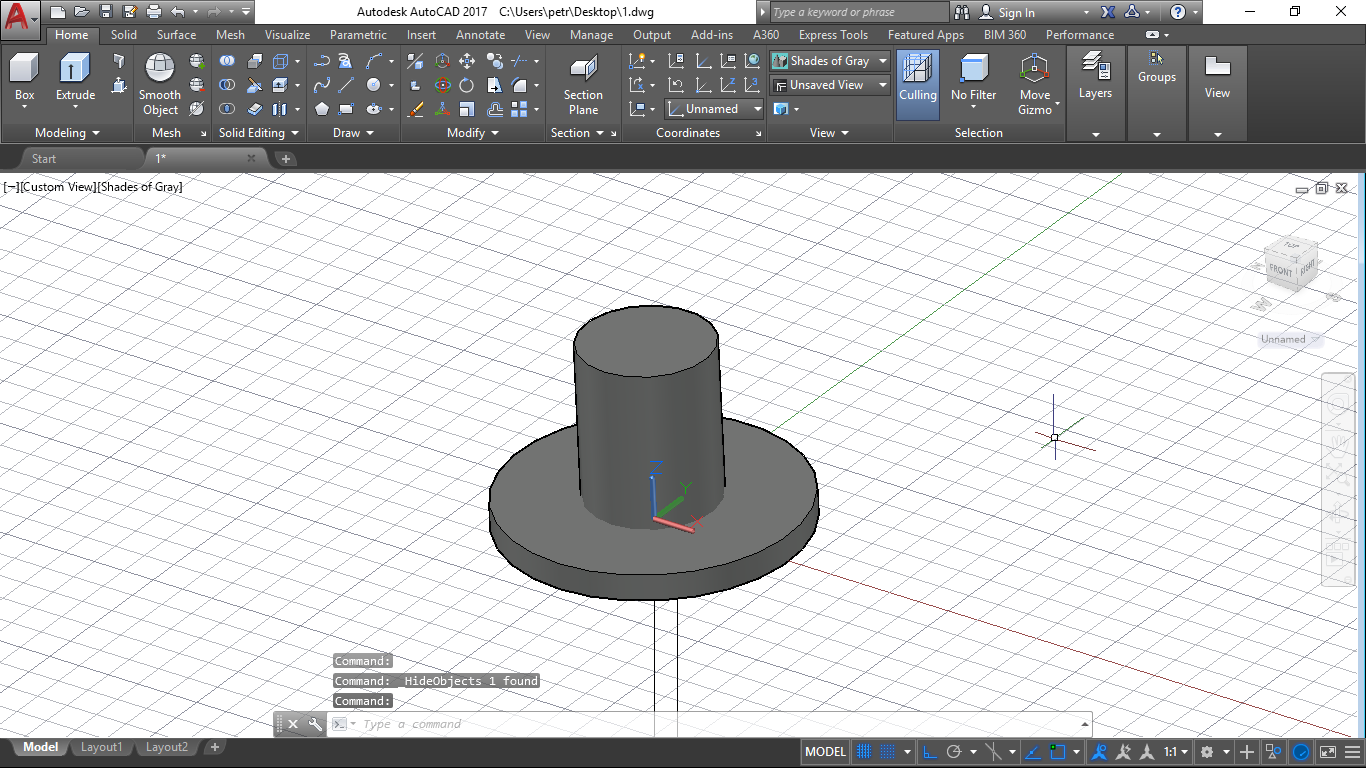 Autodesk AutoCAD 2017 C:\Users\petr\Desktop\1.dwg
Type a keyword or phrase
Sign In
Home Solid Surface Mesh Visualize Parametric Insert Annotate View Manage Output Add-ins A360 Express Tools Featured Apps BIM 360 Performance
Box
Extrude
Smooth
Object
Section
Plane
Unnamed
Shades of Gray
Unsaved View
Culling
No Filter
Move
Gizmo
Layers
Groups
View
Modeling
Mesh
Solid Editing
Draw
Modify
Section
Coordinates
View
Selection
Start
1*
[−][Custom View][Shades of Gray]
TOP
FRONT
RIGHT
Unnamed
Y
X
Command:
Command: _HideObjects 1 found
Command:
Type a command
Model Layout1 Layout2
MODEL
1:1